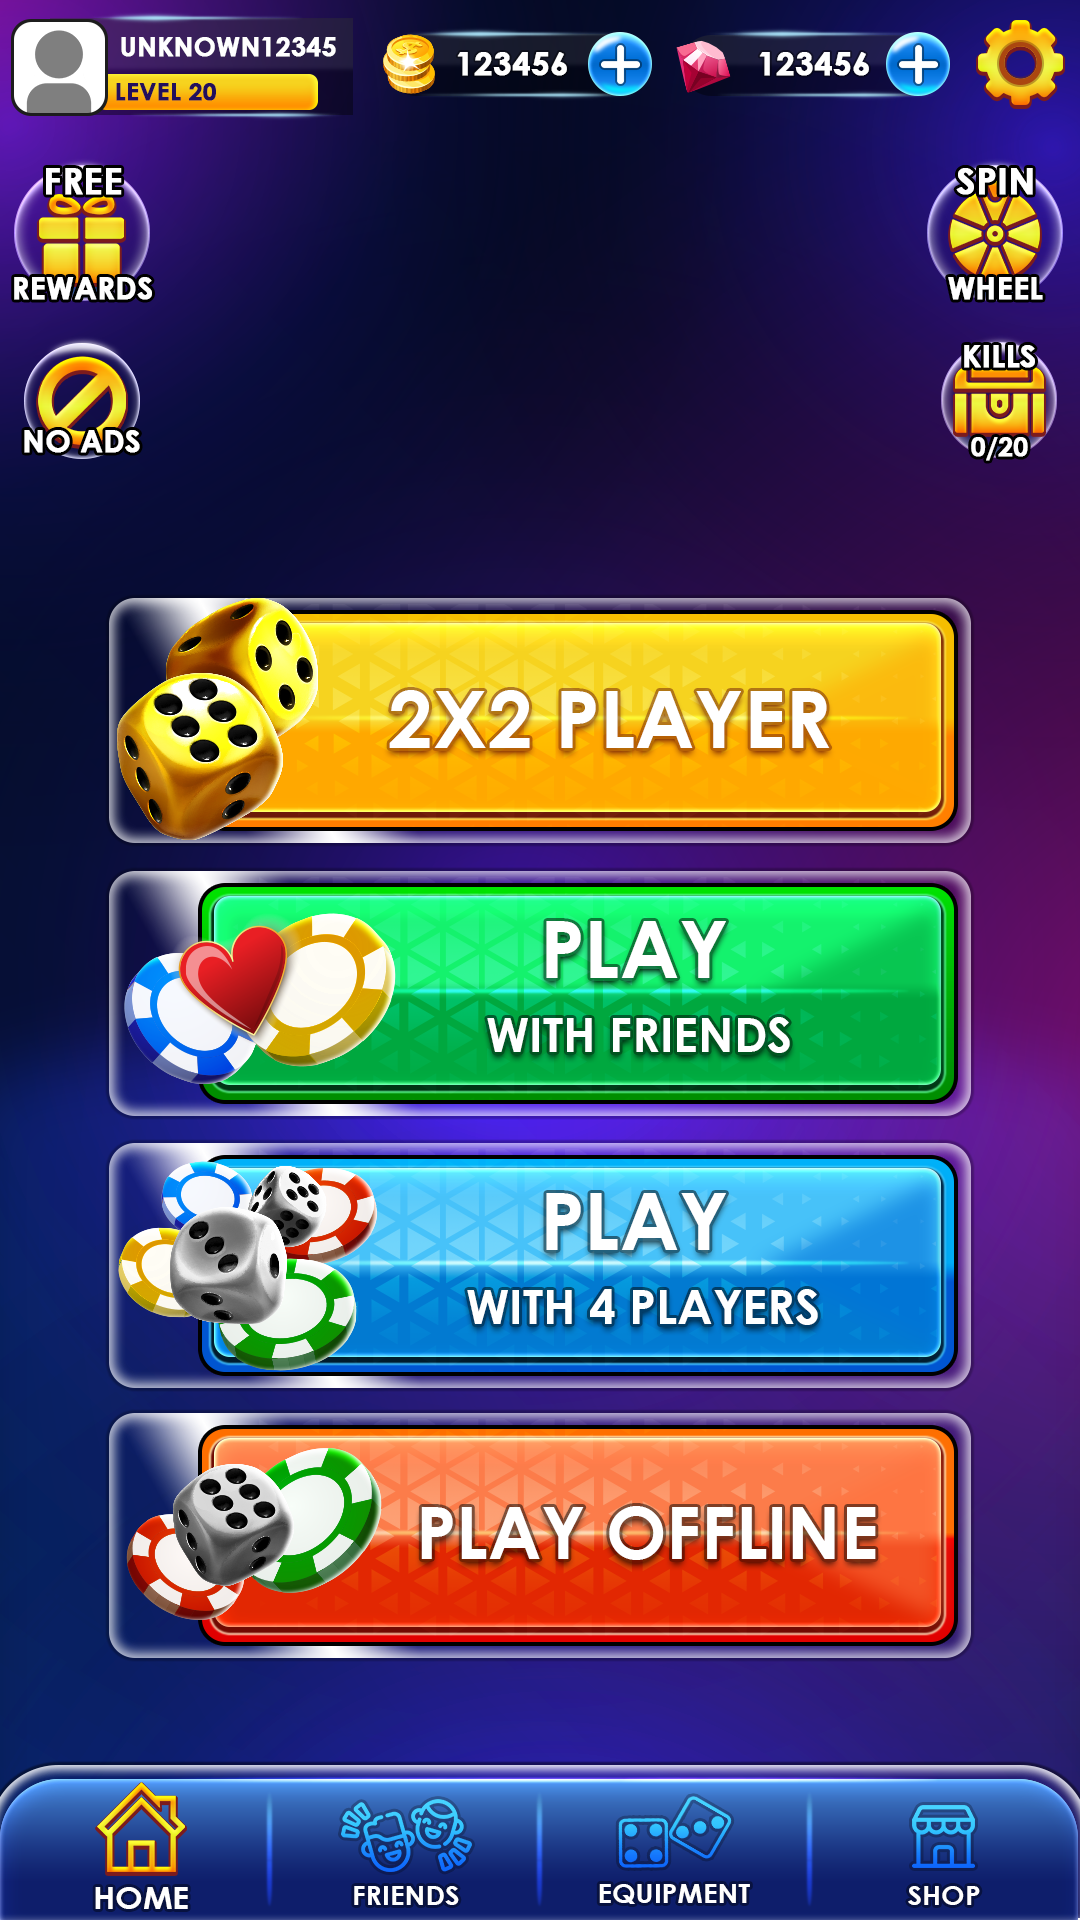 UNKNOWN12345
LEVEL 20
123456
123456
FREE
REWARDS
SPIN
WHEEL
NO ADS
KILLS
0/20
2X2 PLAYER
PLAY
WITH FRIENDS
PLAY
WITH 4 PLAYERS
PLAY OFFLINE
HOME
FRIENDS
EQUIPMENT
SHOP